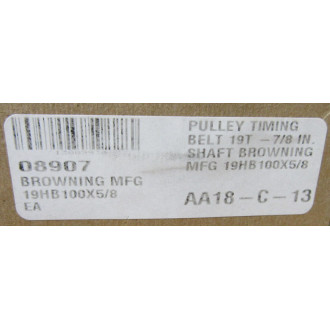 08907
BROWNING MFG
19HB100X5/8
EA
PULLEY TIMING
BELT 19T -7/8 IN.
SHAFT BROWNING
MFG 19HB100X5/8
AA18-C-13